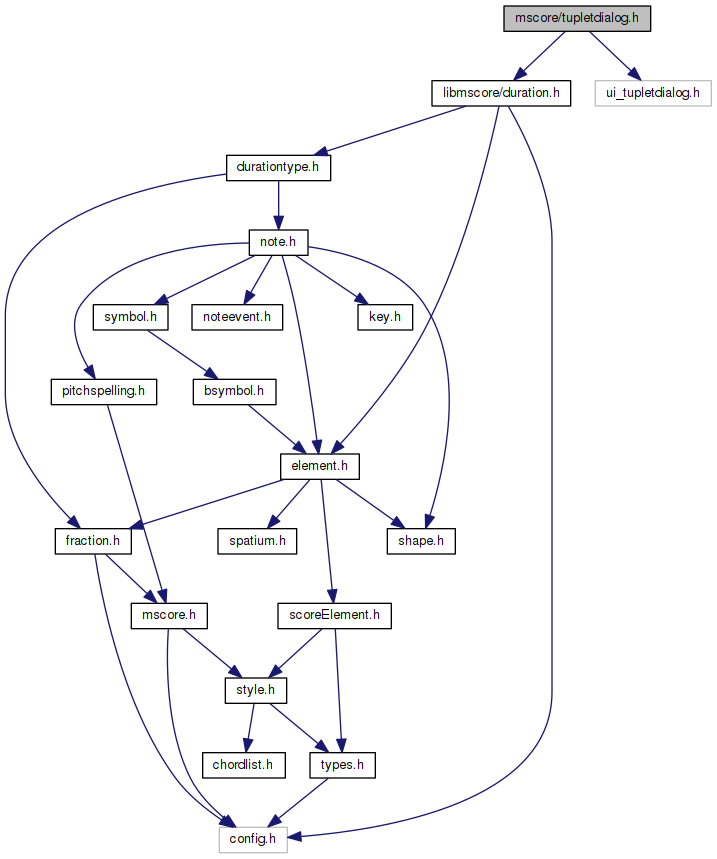 mscore/tupletdialog.h
libmscore/duration.h
ui_tupletdialog.h
durationtype.h
note.h
symbol.h
noteevent.h
key.h
pitchspelling.h
bsymbol.h
element.h
fraction.h
spatium.h
shape.h
mscore.h
scoreElement.h
style.h
chordlist.h
types.h
config.h